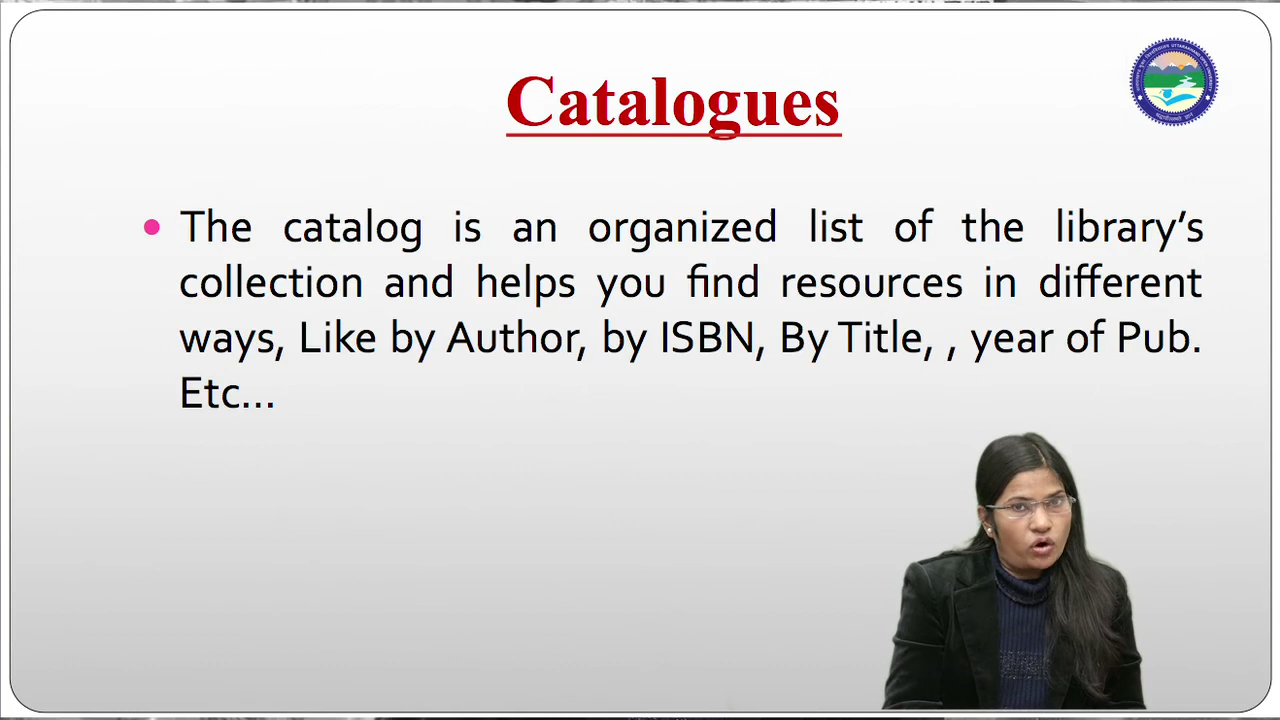 Catalogues
The catalog is an organized list of the library’s
collection and helps you find resources in different
ways, Like by Author, by ISBN, By Title, , year of Pub.
Etc...